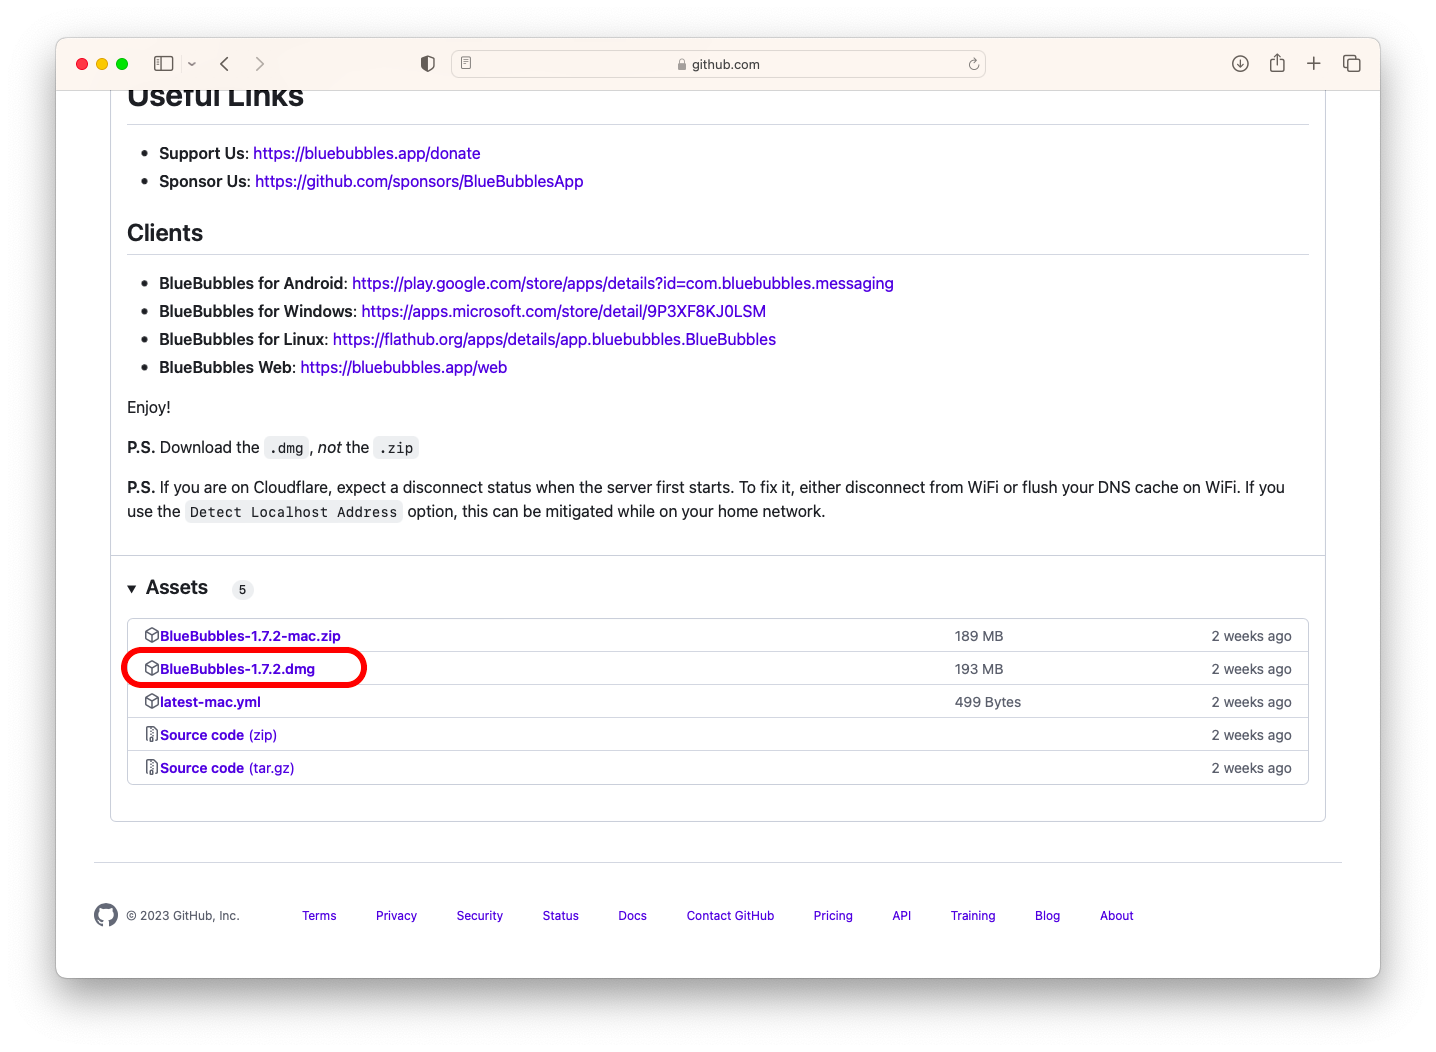 github.com
Useful Links
Support Us: https://bluebubbles.app/donate
Sponsor Us: https://github.com/sponsors/BlueBubblesApp
Clients
BlueBubbles for Android: https://play.google.com/store/apps/details?id=com.bluebubbles.messaging
BlueBubbles for Windows: https://apps.microsoft.com/store/detail/9P3XF8KJ0LSM
BlueBubbles for Linux: https://flathub.org/apps/details/app.bluebubbles.BlueBubbles
BlueBubbles Web: https://bluebubbles.app/web
Enjoy!
P.S. Download the .dmg, not the .zip
P.S. If you are on Cloudflare, expect a disconnect status when the server first starts. To fix it, either disconnect from WiFi or flush your DNS cache on WiFi. If you
use the Detect Localhost Address option, this can be mitigated while on your home network.
Assets 5
BlueBubbles-1.7.2-mac.zip 189 MB 2 weeks ago
BlueBubbles-1.7.2.dmg 193 MB 2 weeks ago
latest-mac.yml 499 Bytes 2 weeks ago
Source code (zip) 2 weeks ago
Source code (tar.gz) 2 weeks ago
© 2023 GitHub, Inc. Terms Privacy Security Status Docs Contact GitHub Pricing API Training Blog About